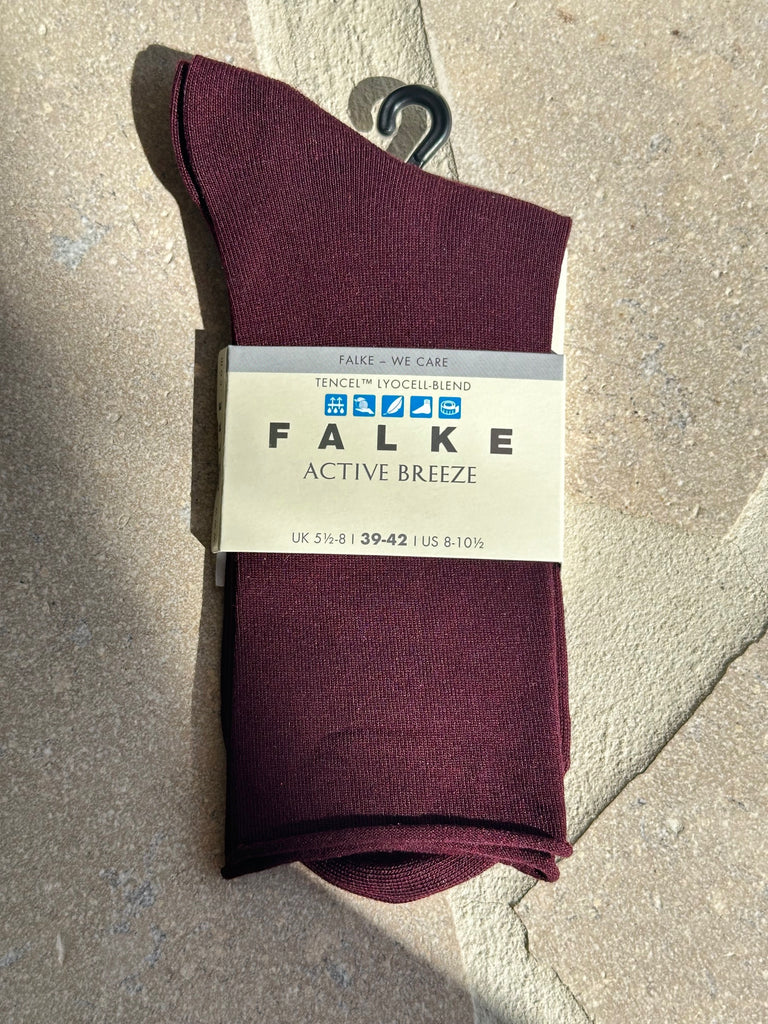 FALKE – WE CARE
TENCEL™ LYOCELL-BLEND
FALKE
ACTIVE BREEZE
UK 5½-8 | 39-42 | US 8-10½